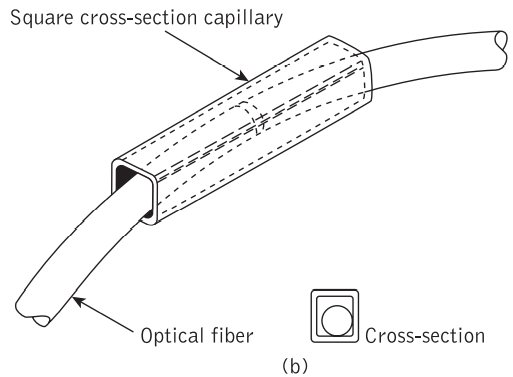 Square cross-section capillary
Optical fiber
Cross-section
(b)